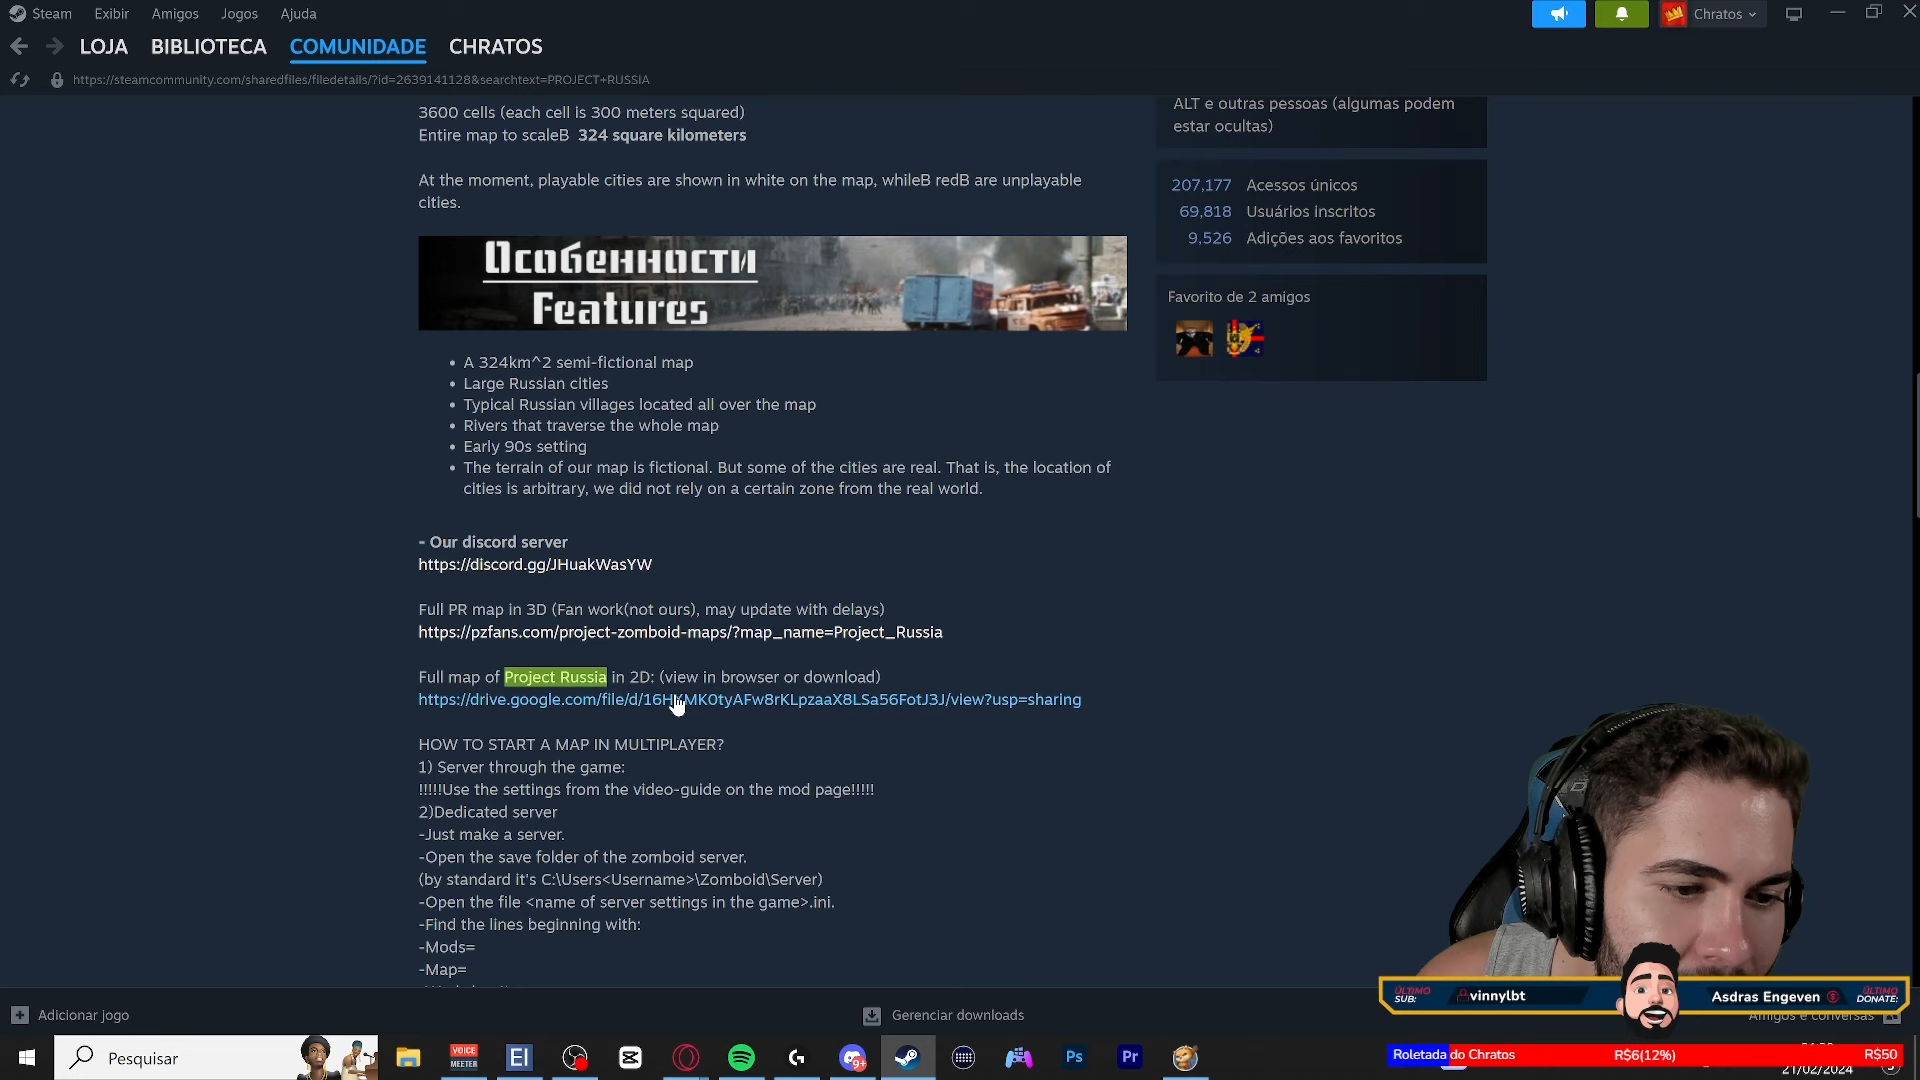 Steam Exibir Amigos Jogos Ajuda
Chratos
LOJA BIBLIOTECA COMUNIDADE CHRATOS
https://steamcommunity.com/sharedfiles/filedetails/?id=2639141128&searchtext=PROJECT+RUSSIA
3600 cells (each cell is 300 meters squared)
Entire map to scaleB 324 square kilometers
At the moment, playable cities are shown in white on the map, whileB redB are unplayable
cities.
Особенности
Features
• A 324km^2 semi-fictional map
• Large Russian cities
• Typical Russian villages located all over the map
• Rivers that traverse the whole map
• Early 90s setting
• The terrain of our map is fictional. But some of the cities are real. That is, the location of
cities is arbitrary, we did not rely on a certain zone from the real world.
- Our discord server
https://discord.gg/JHuakWasYW
Full PR map in 3D (Fan work(not ours), may update with delays)
https://pzfans.com/project-zomboid-maps/?map_name=Project_Russia
Full map of Project Russia in 2D: (view in browser or download)
https://drive.google.com/file/d/16HYMK0tyAFw8rKLpzaaX8LSa56FotJ3J/view?usp=sharing
HOW TO START A MAP IN MULTIPLAYER?
1) Server through the game:
!!!!!Use the settings from the video-guide on the mod page!!!!!
2)Dedicated server
-Just make a server.
-Open the save folder of the zomboid server.
(by standard it's C:\Users<Username>\Zomboid\Server)
-Open the file <name of server settings in the game>.ini.
-Find the lines beginning with:
-Mods=
-Map=
ALT e outras pessoas (algumas podem
estar ocultas)
207,177 Acessos únicos
69,818 Usuários inscritos
9,526 Adições aos favoritos
Favorito de 2 amigos
ÚLTIMO SUB: vinnylbt
Asdras Engeven ÚLTIMO DONATE:
Adicionar jogo
Gerenciar downloads
Amigos e conversas
Pesquisar
VOICE MEETER
EI
9+
Ps
Pr
Roletada do Chratos R$6(12%) R$50
21/02/2024